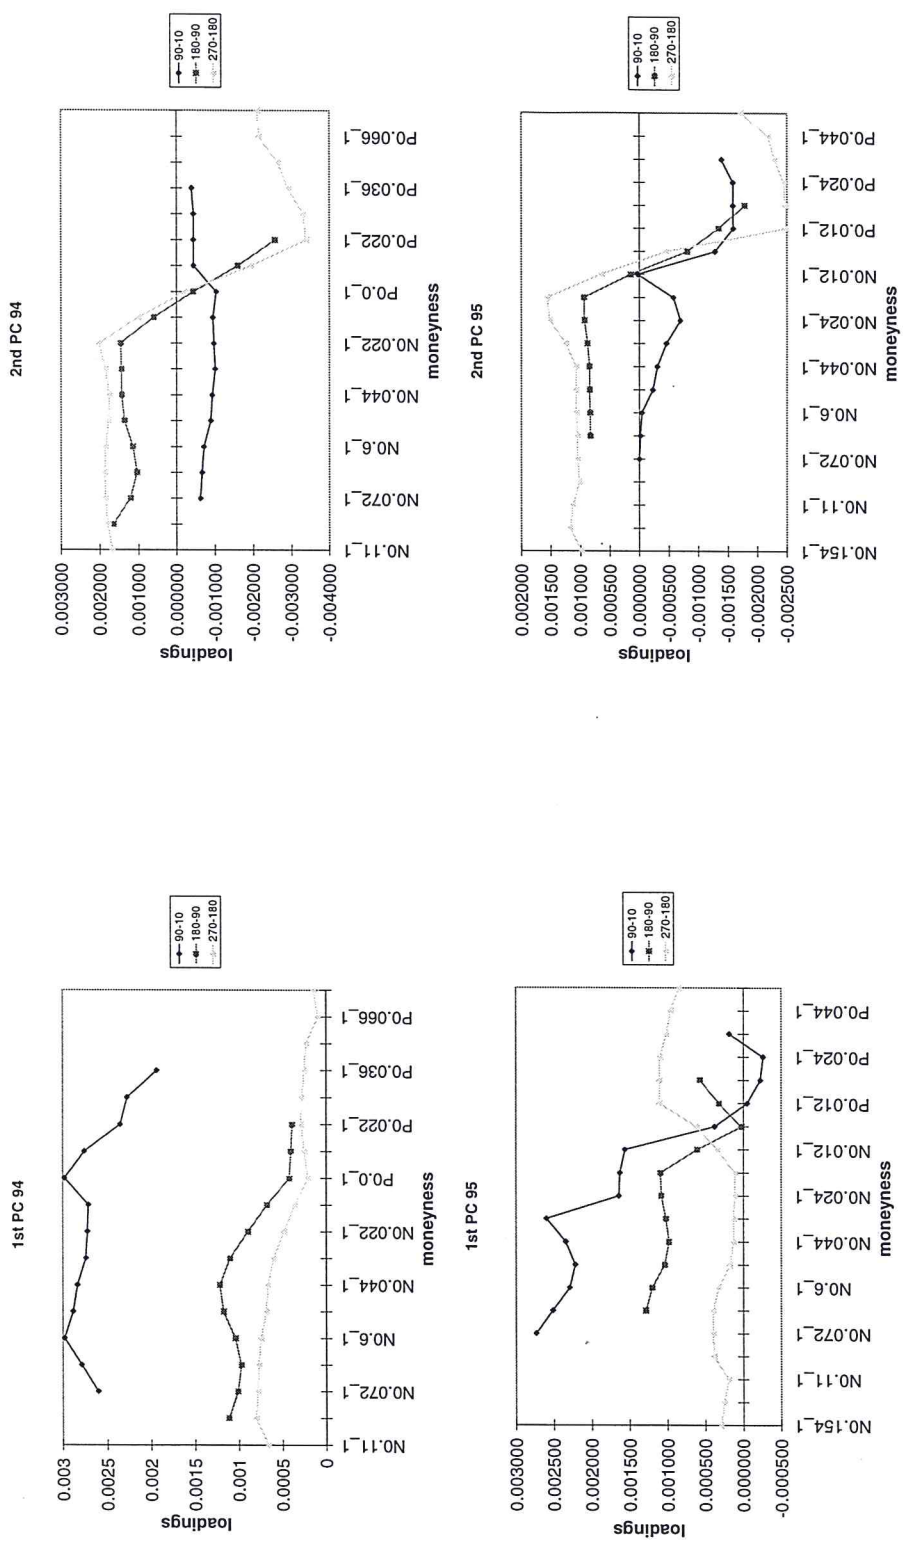 1st PC 94
0.003
0.0025
0.002
0.0015
0.001
0.0005
0
loadings
N0.11_1
N0.072_1
N0.6_1
N0.044_1
N0.022_1
P0.0_1
P0.022_1
P0.036_1
P0.066_1
moneyness
90-10
180-90
270-180
2nd PC 94
0.003000
0.002000
0.001000
0.000000
-0.001000
-0.002000
-0.003000
-0.004000
loadings
N0.11_1
N0.072_1
N0.6_1
N0.044_1
N0.022_1
P0.0_1
P0.022_1
P0.036_1
P0.066_1
moneyness
90-10
180-90
270-180
1st PC 95
0.003000
0.002500
0.002000
0.001500
0.001000
0.000500
0.000000
-0.000500
loadings
N0.154_1
N0.11_1
N0.072_1
N0.6_1
N0.044_1
N0.024_1
N0.012_1
P0.012_1
P0.024_1
P0.044_1
moneyness
90-10
180-90
270-180
2nd PC 95
0.002000
0.001500
0.001000
0.000500
0.000000
-0.000500
-0.001000
-0.001500
-0.002000
-0.002500
loadings
N0.154_1
N0.11_1
N0.072_1
N0.6_1
N0.044_1
N0.024_1
N0.012_1
P0.012_1
P0.024_1
P0.044_1
moneyness
90-10
180-90
270-180